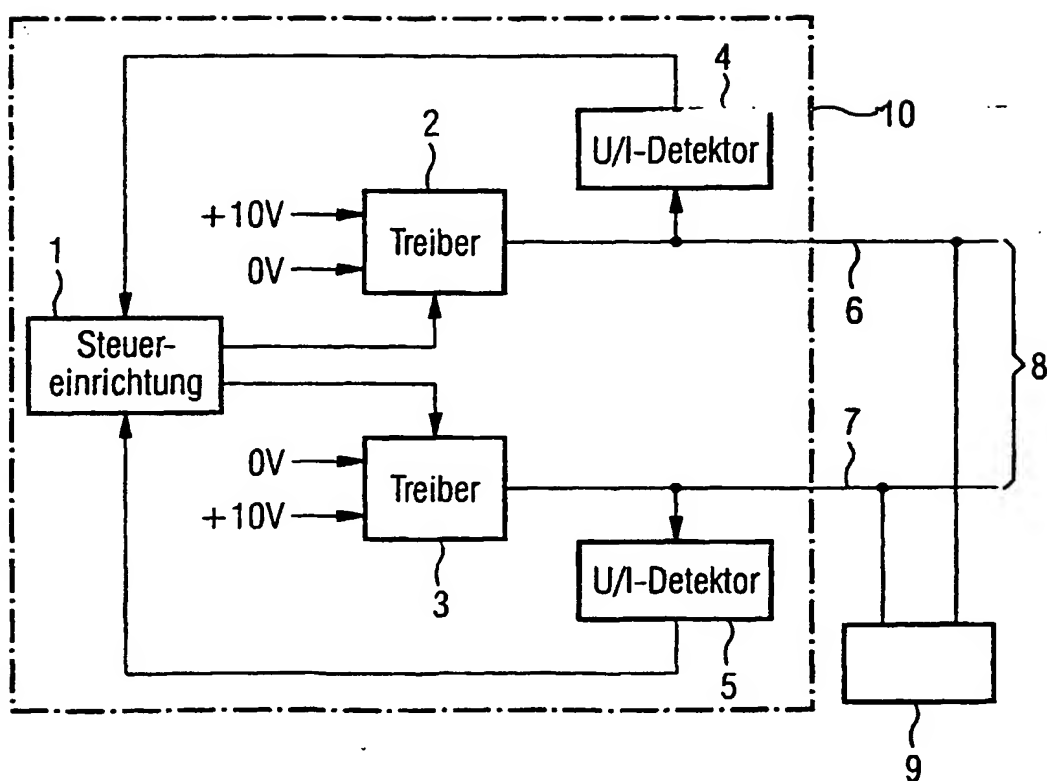 4
10
U/I-Detektor
2
+10V
0V
Treiber
1
Steuer-
einrichtung
6
8
7
0V
+10V
Treiber
3
U/I-Detektor
5
9